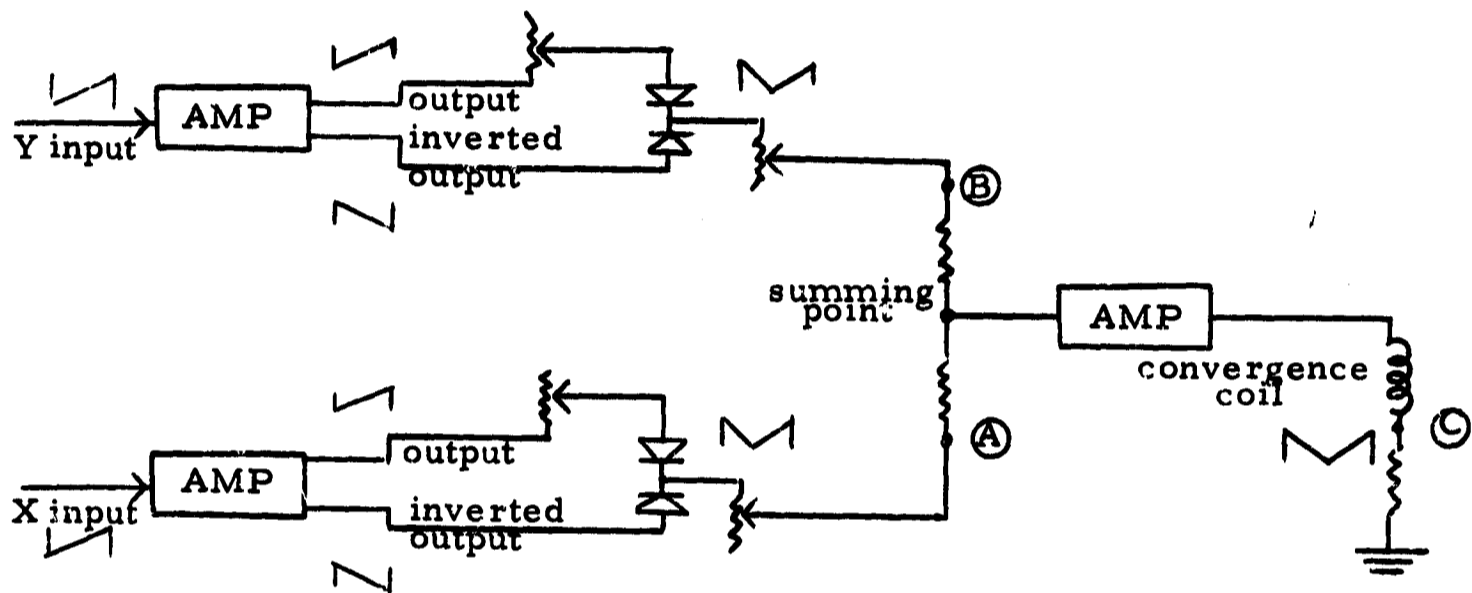 AMP
Y input
output
inverted
output
B
summing
point
AMP
convergence
coil
C
A
AMP
X input
output
inverted
output